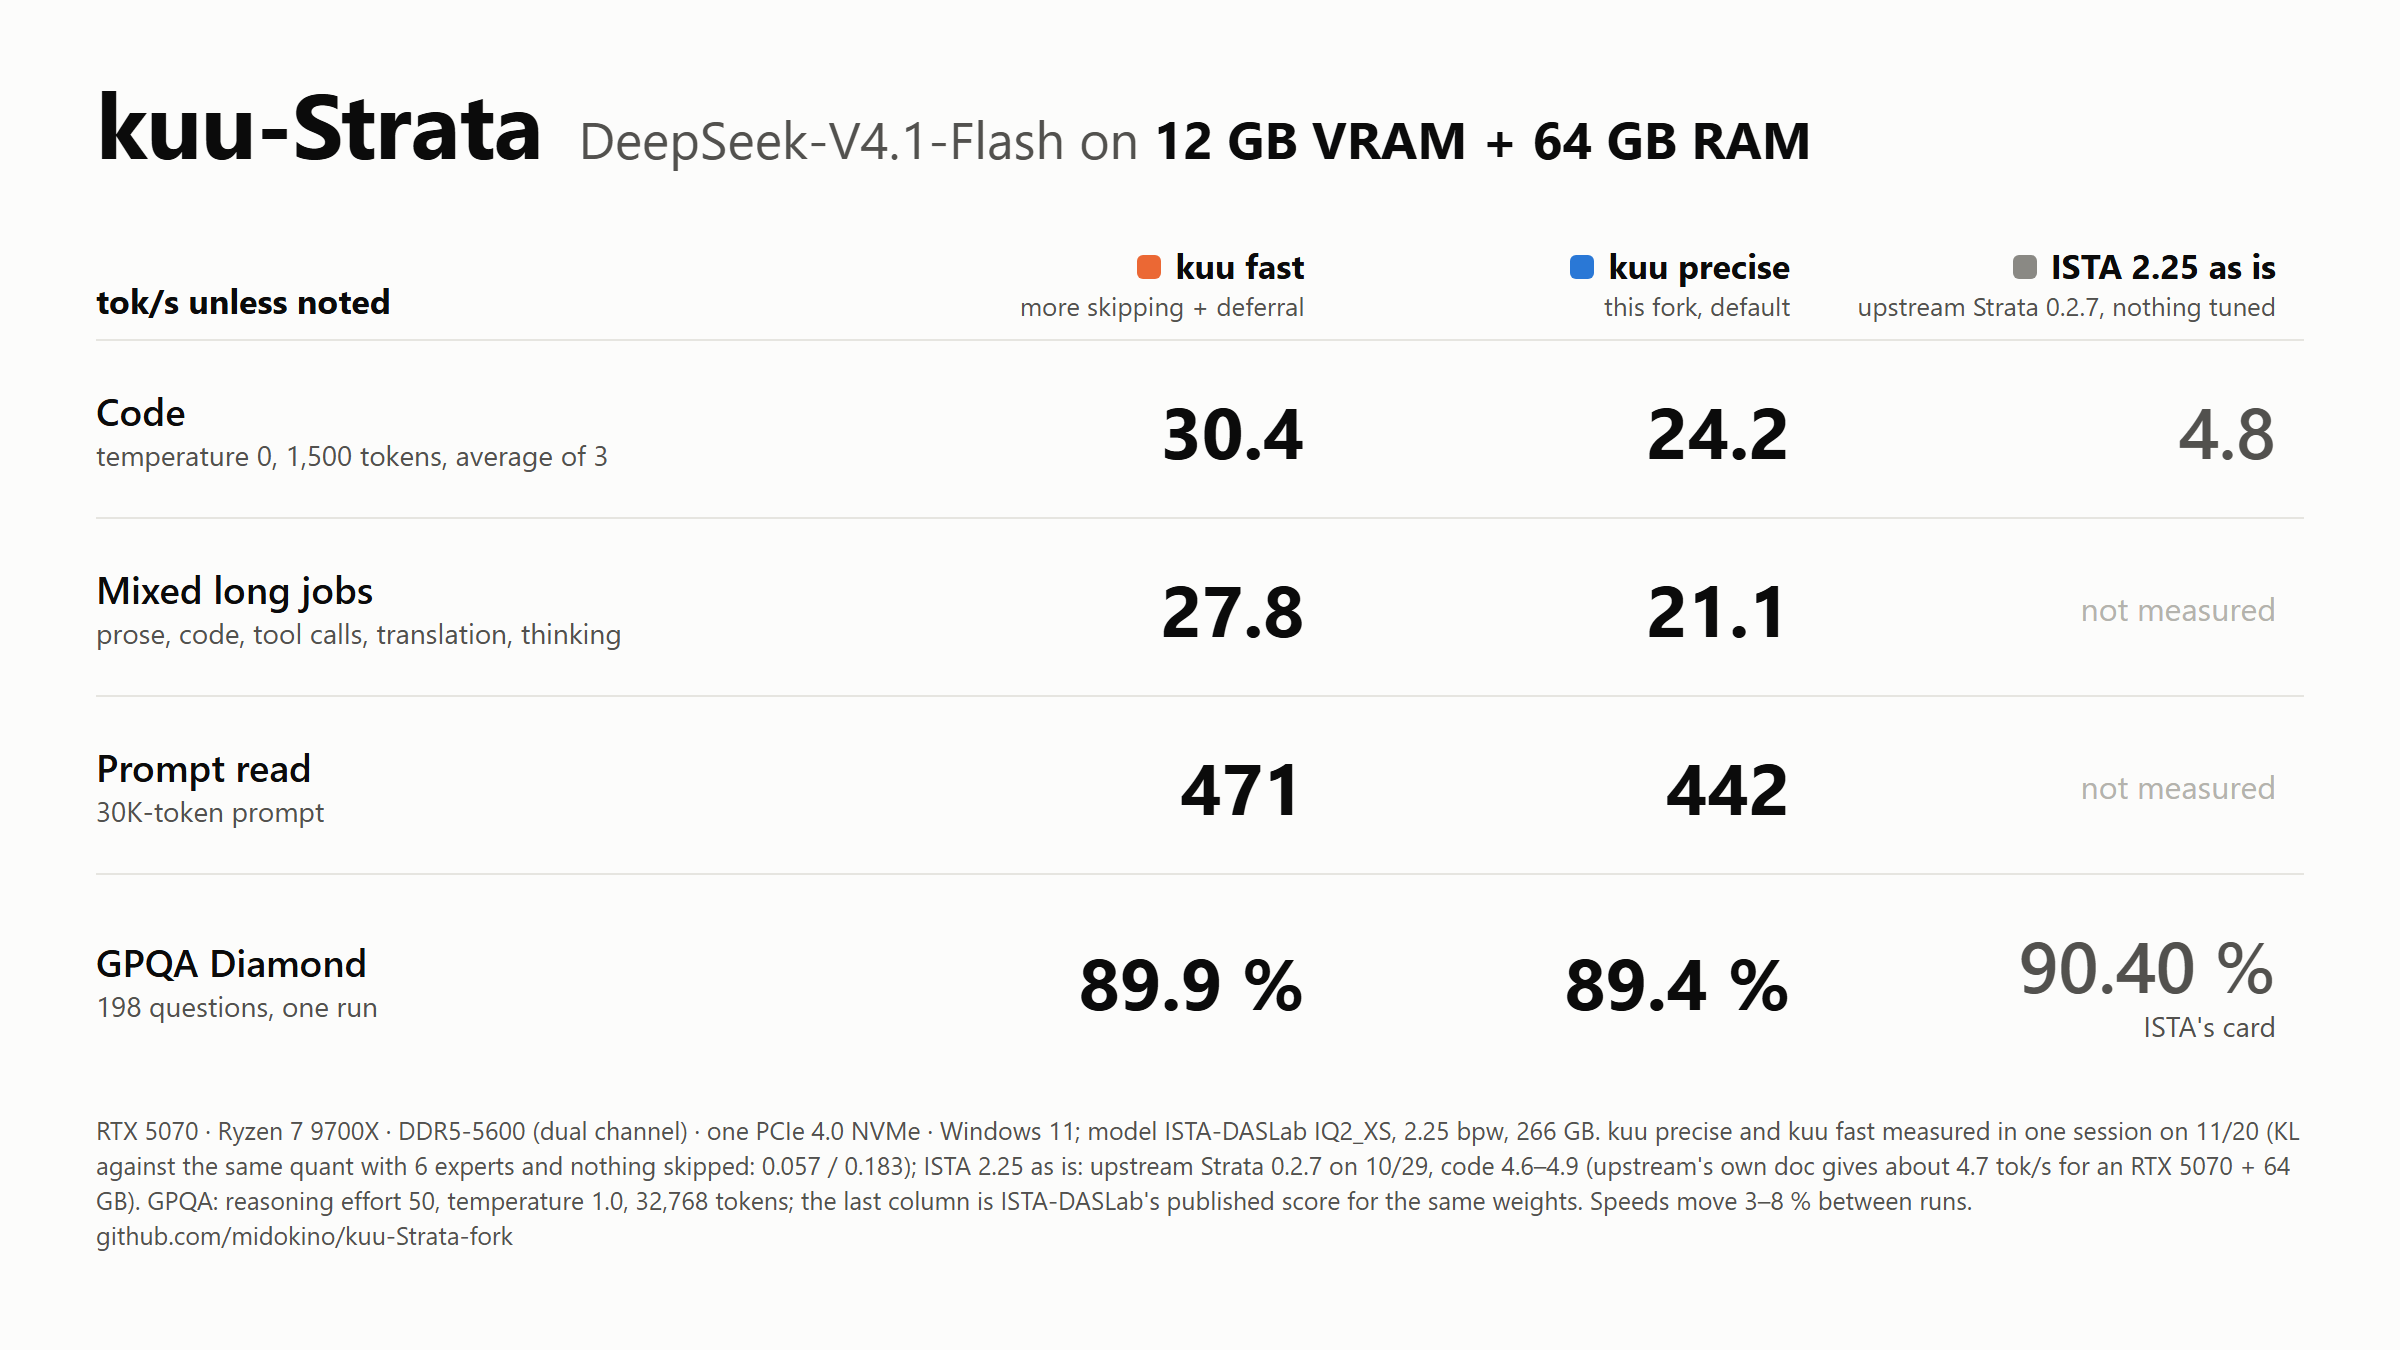 kuu-Strata DeepSeek-V4.1-Flash on 12 GB VRAM + 64 GB RAM
tok/s unless noted
kuu fast
more skipping + deferral
kuu precise
this fork, default
ISTA 2.25 as is
upstream Strata 0.2.7, nothing tuned
Code
temperature 0, 1,500 tokens, average of 3
30.4
24.2
4.8
Mixed long jobs
prose, code, tool calls, translation, thinking
27.8
21.1
not measured
Prompt read
30K-token prompt
471
442
not measured
GPQA Diamond
198 questions, one run
89.9 %
89.4 %
90.40 %
ISTA's card
RTX 5070 · Ryzen 7 9700X · DDR5-5600 (dual channel) · one PCIe 4.0 NVMe · Windows 11; model ISTA-DASLab IQ2_XS, 2.25 bpw, 266 GB. kuu precise and kuu fast measured in one session on 11/20 (KL
against the same quant with 6 experts and nothing skipped: 0.057 / 0.183); ISTA 2.25 as is: upstream Strata 0.2.7 on 10/29, code 4.6–4.9 (upstream's own doc gives about 4.7 tok/s for an RTX 5070 + 64
GB). GPQA: reasoning effort 50, temperature 1.0, 32,768 tokens; the last column is ISTA-DASLab's published score for the same weights. Speeds move 3–8 % between runs.
github.com/midokino/kuu-Strata-fork